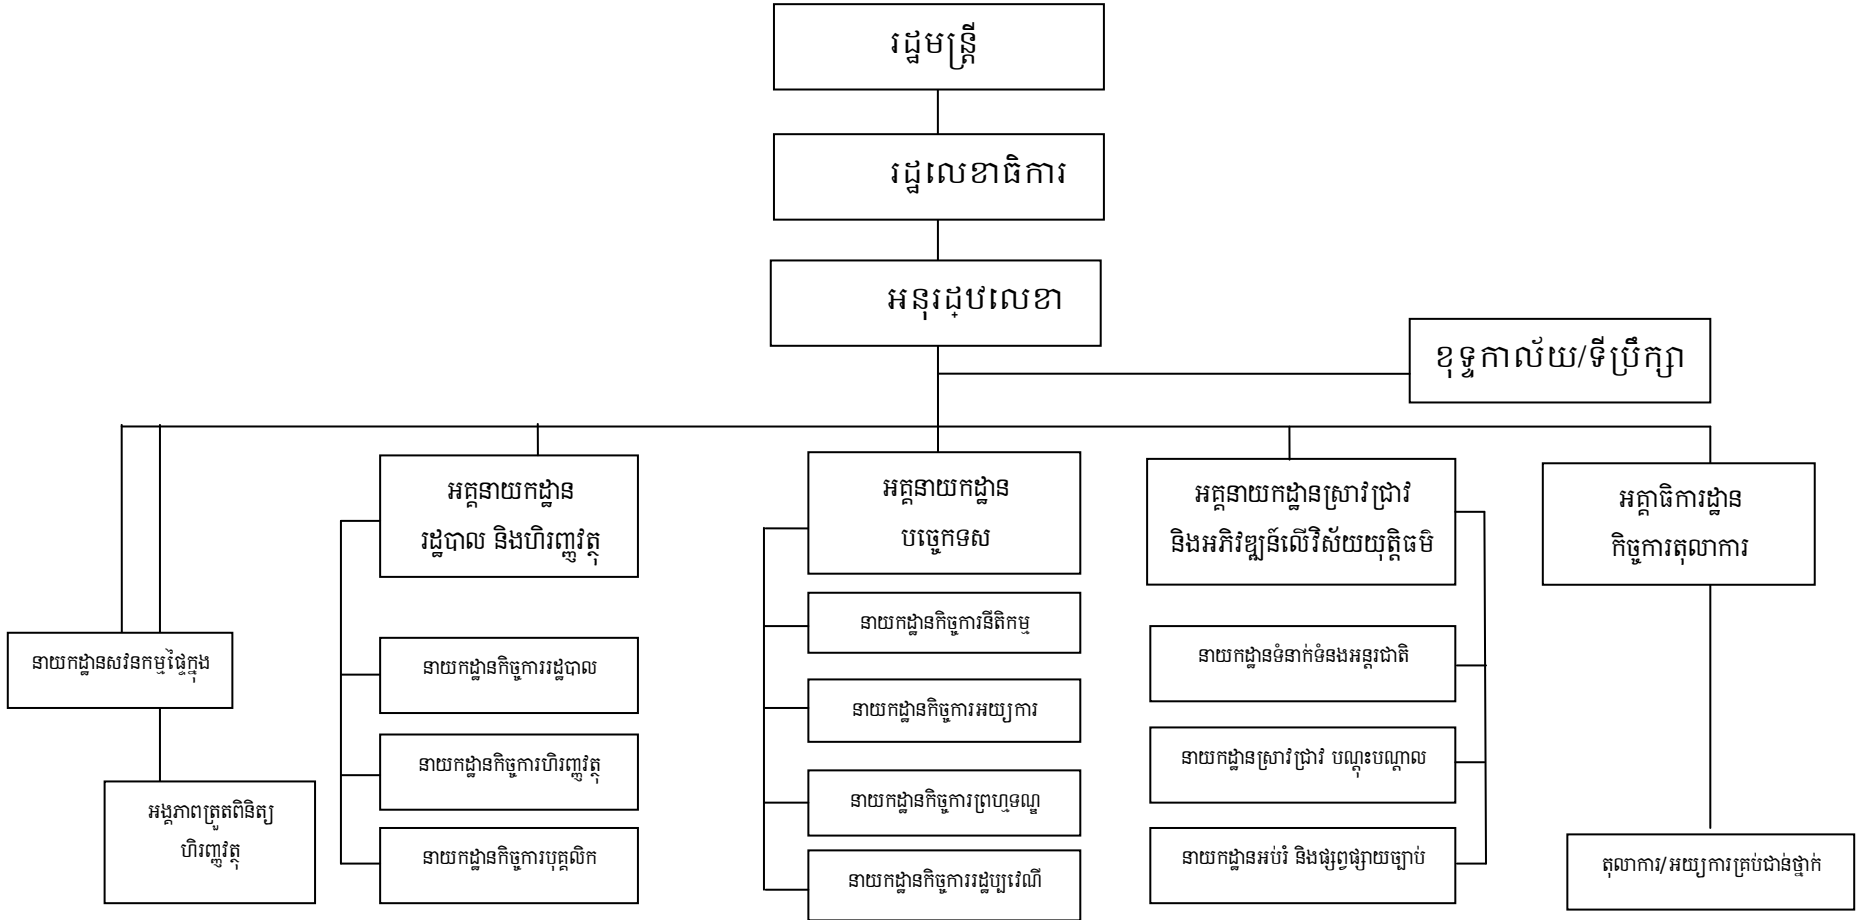 រដ្ឋមន្ត្រី
រដ្ឋលេខាធិការ
អនុរដ្ឋលេខា
ខុទ្ទកាល័យ/ទីប្រឹក្សា
អគ្គនាយកដ្ឋាន
រដ្ឋបាល និងហិរញ្ញវត្ថុ
អគ្គនាយកដ្ឋាន
បច្ចេកទស
អគ្គនាយកដ្ឋានស្រាវជ្រាវ
និងអភិវឌ្ឍន៍លើវិស័យយុត្តិធម៌
អគ្គាធិការដ្ឋាន
កិច្ចការតុលាការ
នាយកដ្ឋានសវនកម្មផ្ទៃក្នុង
អង្គភាពត្រួតពិនិត្យ
ហិរញ្ញវត្ថុ
នាយកដ្ឋានកិច្ចការរដ្ឋបាល
នាយកដ្ឋានកិច្ចការហិរញ្ញវត្ថុ
នាយកដ្ឋានកិច្ចការបុគ្គលិក
នាយកដ្ឋានកិច្ចការនីតិកម្ម
នាយកដ្ឋានកិច្ចការអយ្យការ
នាយកដ្ឋានកិច្ចការព្រហ្មទណ្ឌ
នាយកដ្ឋានកិច្ចការរដ្ឋប្បវេណី
នាយកដ្ឋានទំនាក់ទំនងអន្តរជាតិ
នាយកដ្ឋានស្រាវជ្រាវ បណ្តុះបណ្តាល
នាយកដ្ឋានអប់រំ និងផ្សព្វផ្សាយច្បាប់
តុលាការ/អយ្យការគ្រប់ជាន់ថ្នាក់